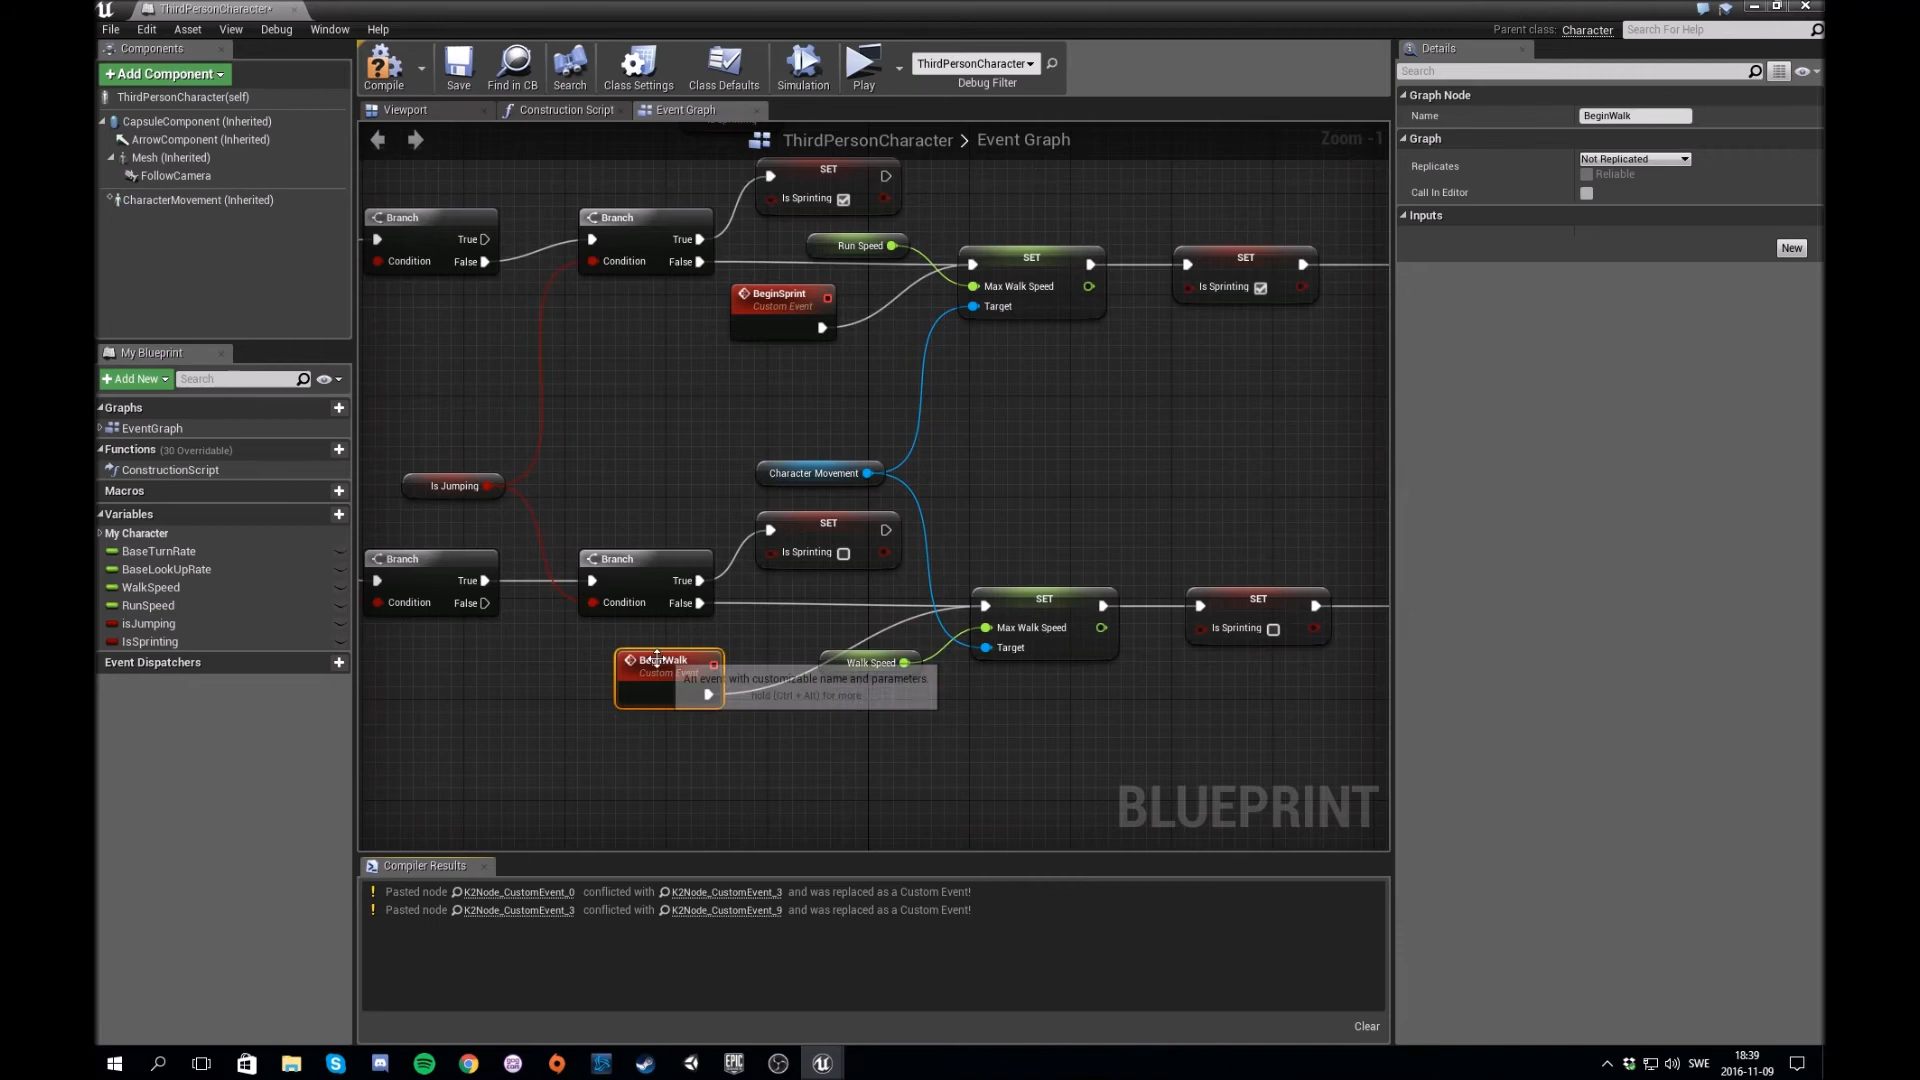 ThirdPersonCharacter*
File Edit Asset View Debug Window Help
Parent class: Character Search For Help
Components
+Add Component
ThirdPersonCharacter(self)
CapsuleComponent (Inherited)
ArrowComponent (Inherited)
Mesh (Inherited)
FollowCamera
CharacterMovement (Inherited)
My Blueprint
+Add New Search
Graphs
EventGraph
Functions (30 Overridable)
ConstructionScript
Macros
Variables
My Character
BaseTurnRate
BaseLookUpRate
WalkSpeed
RunSpeed
isJumping
IsSprinting
Event Dispatchers
Compile Save Find in CB Search Class Settings Class Defaults Simulation Play
ThirdPersonCharacter
Debug Filter
Viewport Construction Script Event Graph
ThirdPersonCharacter > Event Graph
Zoom -1
SET
Is Sprinting
Branch
True
Condition False
Branch
True
Condition False
Run Speed
SET
Max Walk Speed
Target
SET
Is Sprinting
BeginSprint
Custom Event
Character Movement
Is Jumping
SET
Is Sprinting
Branch
True
Condition False
Branch
True
Condition False
SET
Max Walk Speed
Target
SET
Is Sprinting
Walk Speed
Custom Event
An event with customizable name and parameters.
hold (Ctrl + Alt) for more
BLUEPRINT
Compiler Results
Pasted node K2Node_CustomEvent_0 conflicted with K2Node_CustomEvent_3 and was replaced as a Custom Event!
Pasted node K2Node_CustomEvent_3 conflicted with K2Node_CustomEvent_9 and was replaced as a Custom Event!
Clear
Details
Search
Graph Node
Name BeginWalk
Graph
Replicates Not Replicated
Reliable
Call In Editor
Inputs
New
EPIC
SWE
18:39
2016-11-09